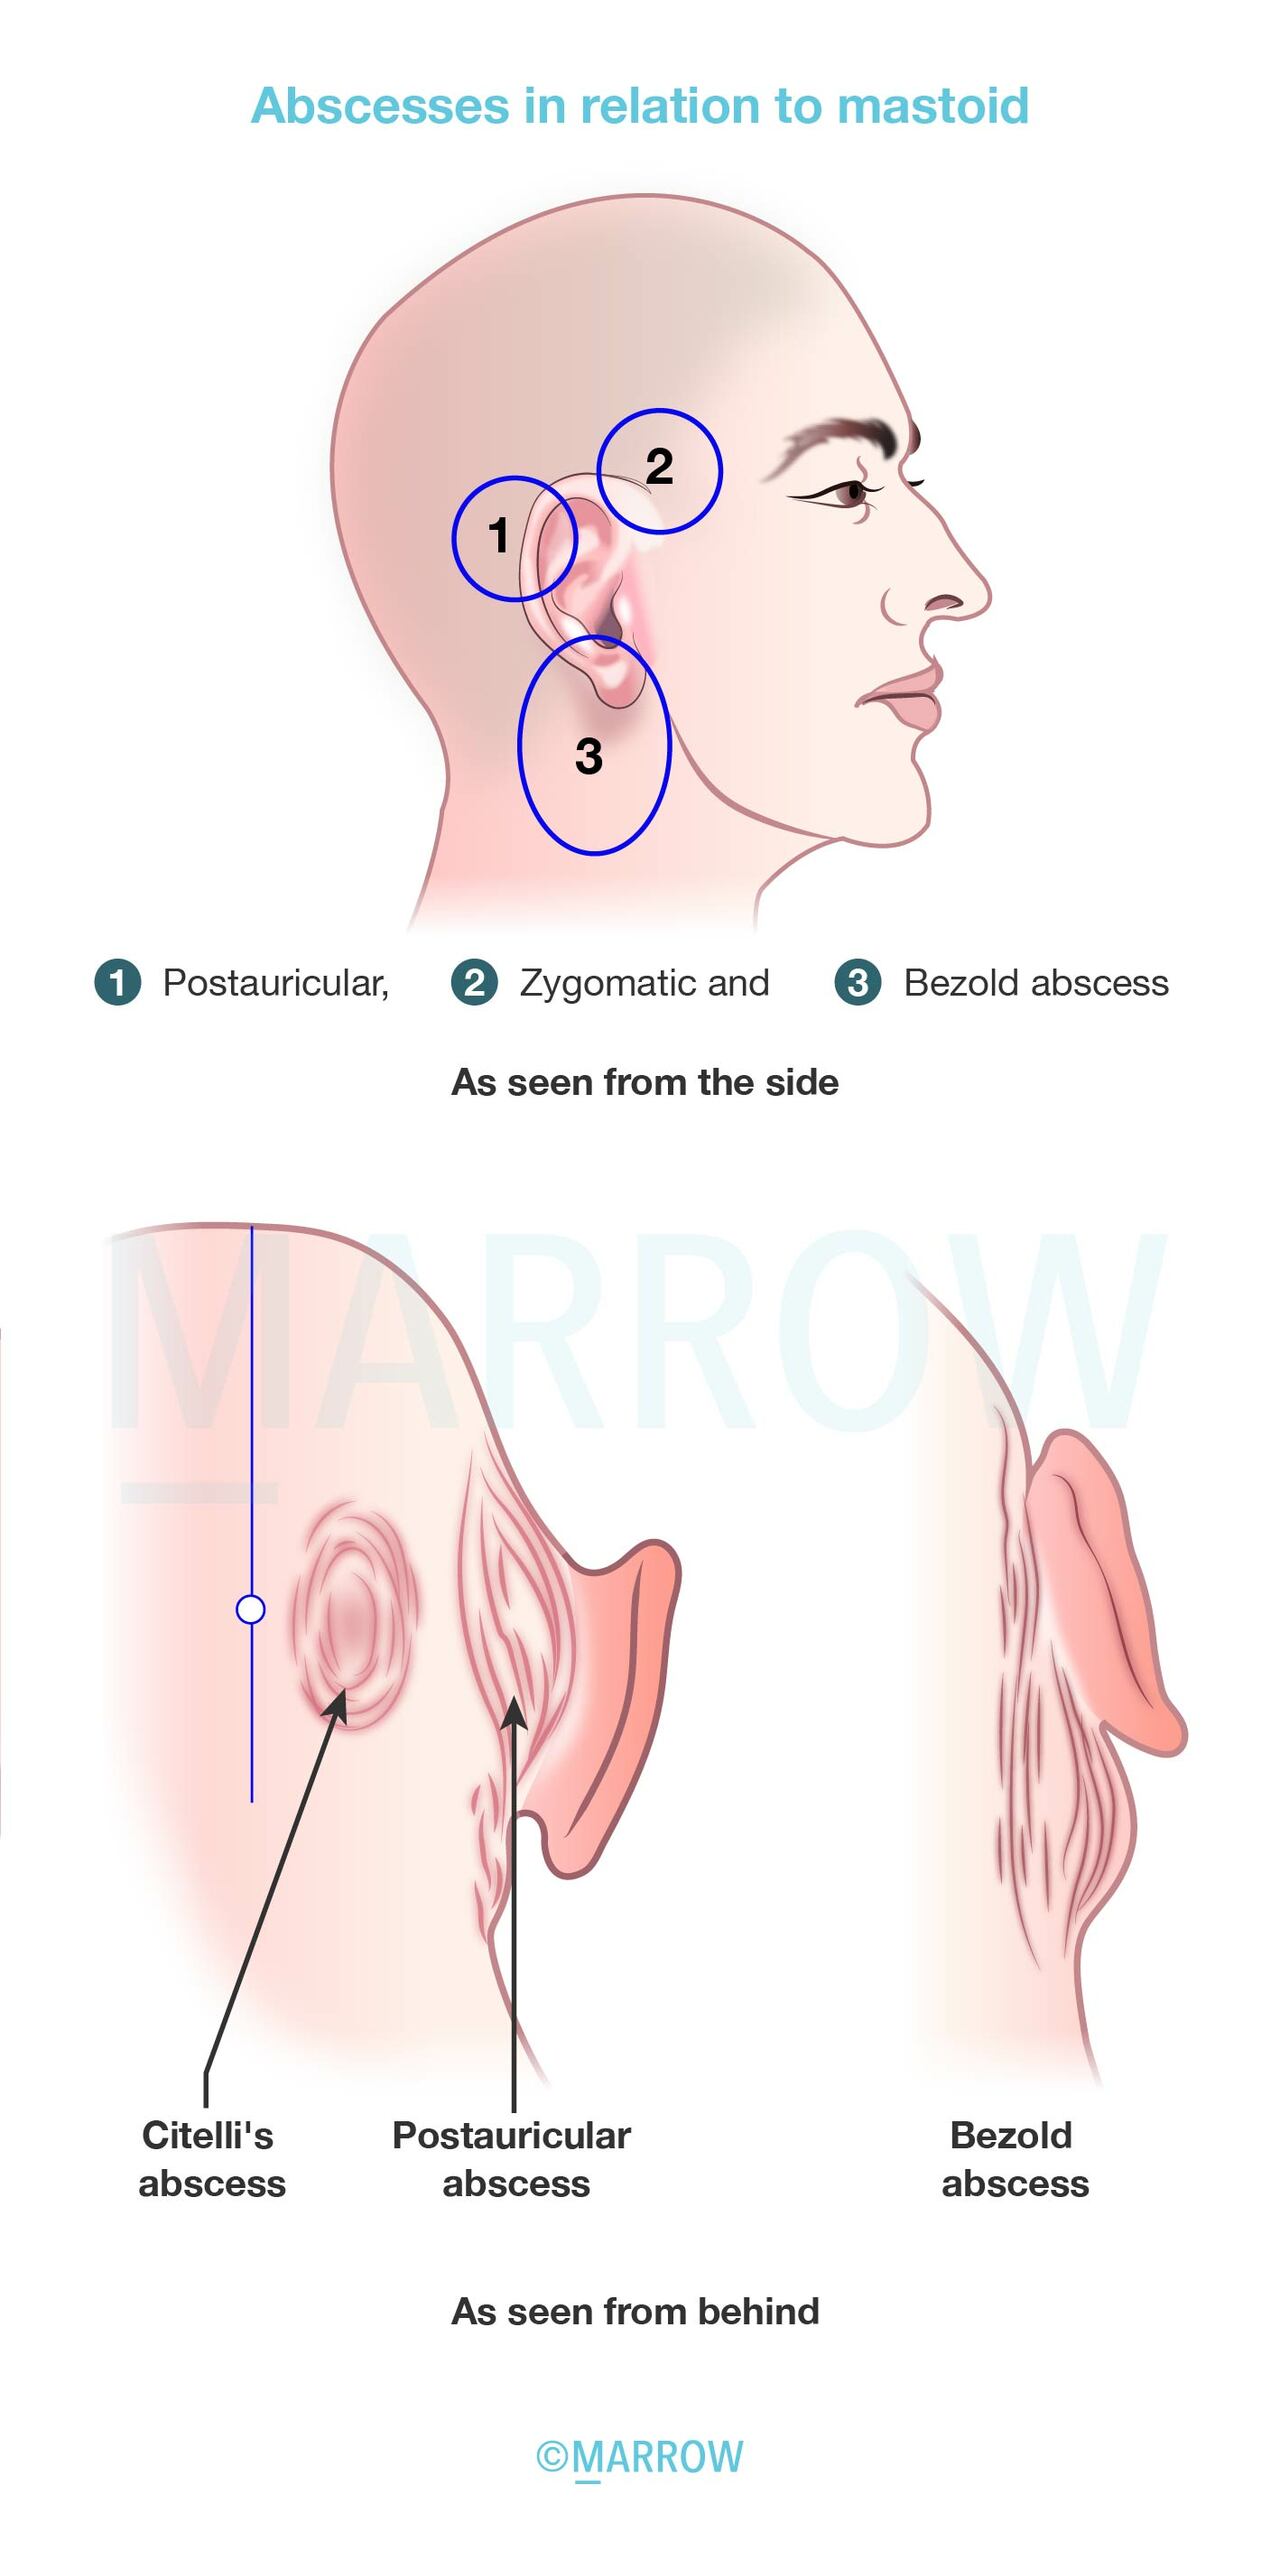 Abscesses in relation to mastoid
2
1
3
1 Postauricular, 2 Zygomatic and 3 Bezold abscess
As seen from the side
MARROW
Citelli's abscess
Postauricular abscess
Bezold abscess
As seen from behind
©MARROW